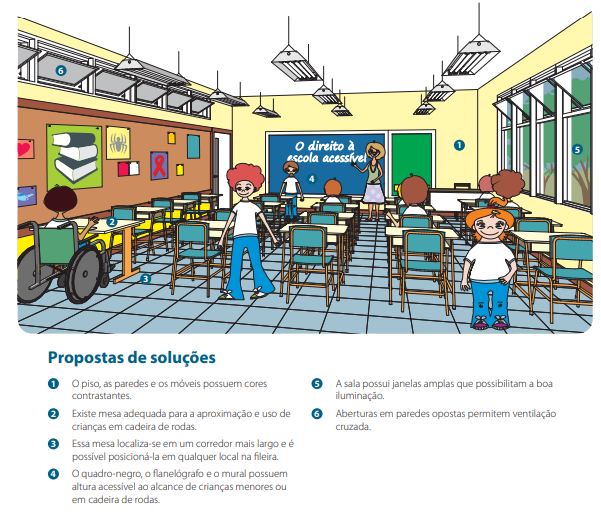 6
O direito à
escola acessível
1
5
4
2
3
Propostas de soluções
1 O piso, as paredes e os móveis possuem cores
contrastantes.
2 Existe mesa adequada para a aproximação e uso de
crianças em cadeira de rodas.
3 Essa mesa localiza-se em um corredor mais largo e é
possível posicioná-la em qualquer local na fileira.
4 O quadro-negro, o flanelógrafo e o mural possuem
altura acessível ao alcance de crianças menores ou
em cadeira de rodas.
5 A sala possui janelas amplas que possibilitam a boa
iluminação.
6 Aberturas em paredes opostas permitem ventilação
cruzada.